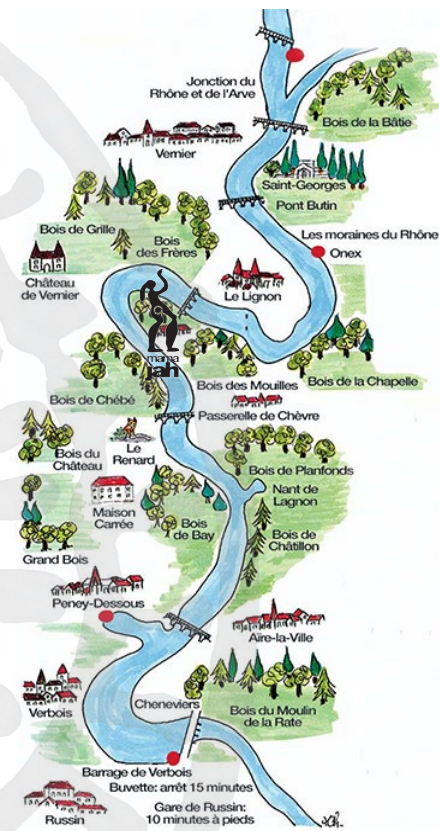 Jonction du
Rhône et de l'Arve
Bois de la Bâtie
Vernier
Saint-Georges
Pont Butin
Bois de Grille
Bois
des Frères
Les moraines du Rhône
Onex
Château
de Vernier
Le Lignon
mama
jah
Bois des Mouilles
Bois de la Chapelle
Bois de Chébé
Passerelle de Chèvre
Bois du
Château
Le
Renard
Bois de Planfonds
Nant de
Lagnon
Maison
Carrée
Bois
de Bay
Bois de
Châtillon
Grand Bois
Peney-Dessous
Aïre-la-Ville
Verbois
Cheneviers
Bois du Moulin
de la Rate
Barrage de Verbois
Buvette: arrêt 15 minutes
Gare de Russin:
10 minutes à pieds
Russin